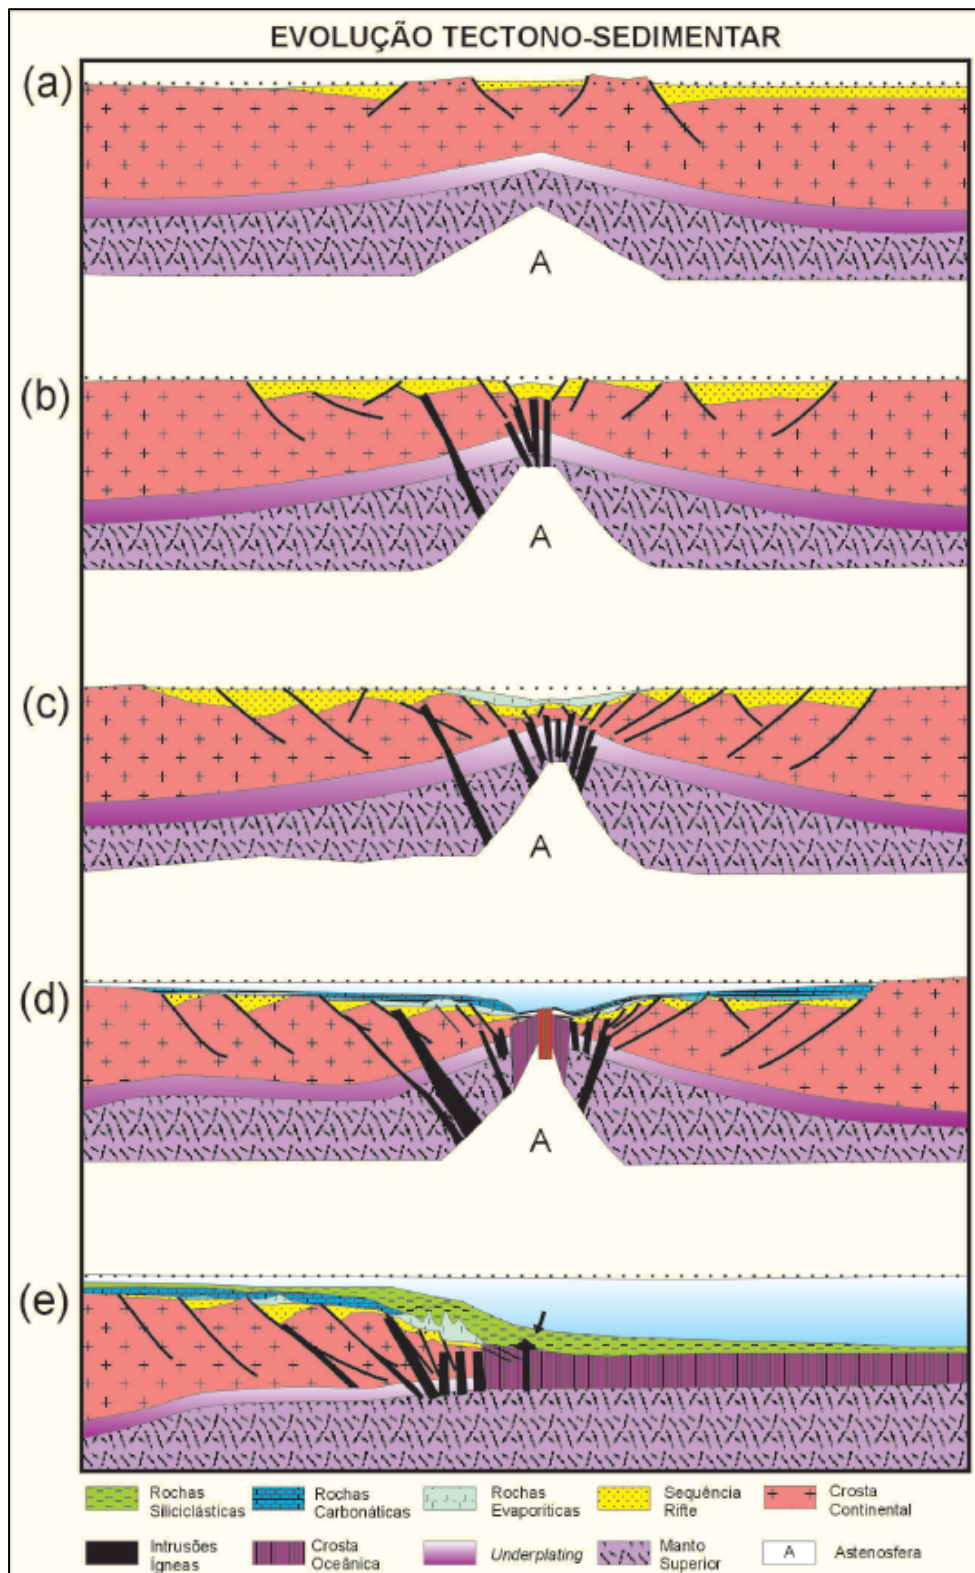 EVOLUÇÃO TECTONO-SEDIMENTAR
(a)
A
(b)
A
(c)
A
(d)
A
(e)
Rochas Siliciclásticas
Rochas Carbonáticas
Rochas Evaporíticas
Sequência Rifte
Crosta Continental
Intrusões Ígneas
Crosta Oceânica
Underplating
Manto Superior
A
Astenosfera